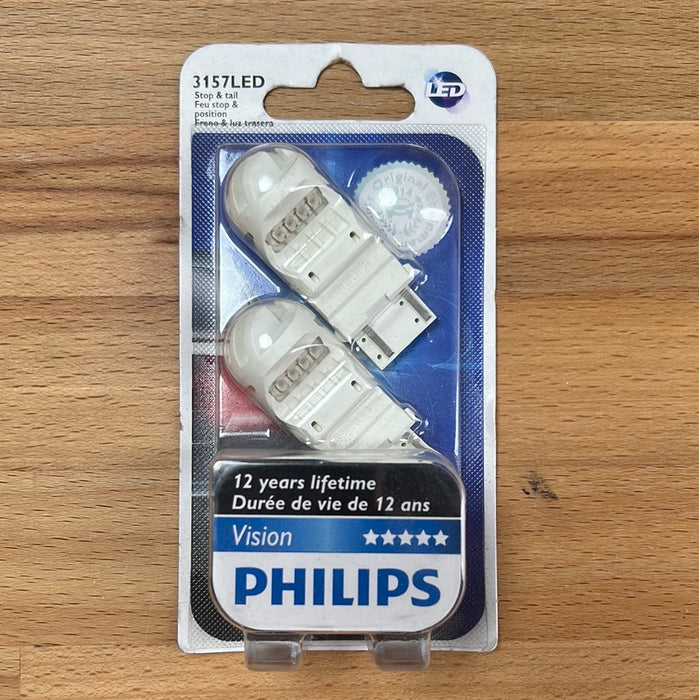 3157LED
Stop & tail
Feu stop &
position
Freno & luz trasera
LED
Original
12 years lifetime
Durée de vie de 12 ans
Vision
PHILIPS